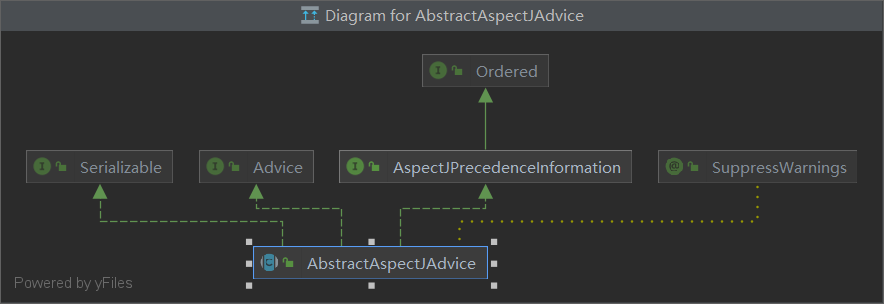 Diagram for AbstractAspectJAdvice
Ordered
Serializable
Advice
AspectJPrecedenceInformation
SuppressWarnings
AbstractAspectJAdvice
Powered by yFiles